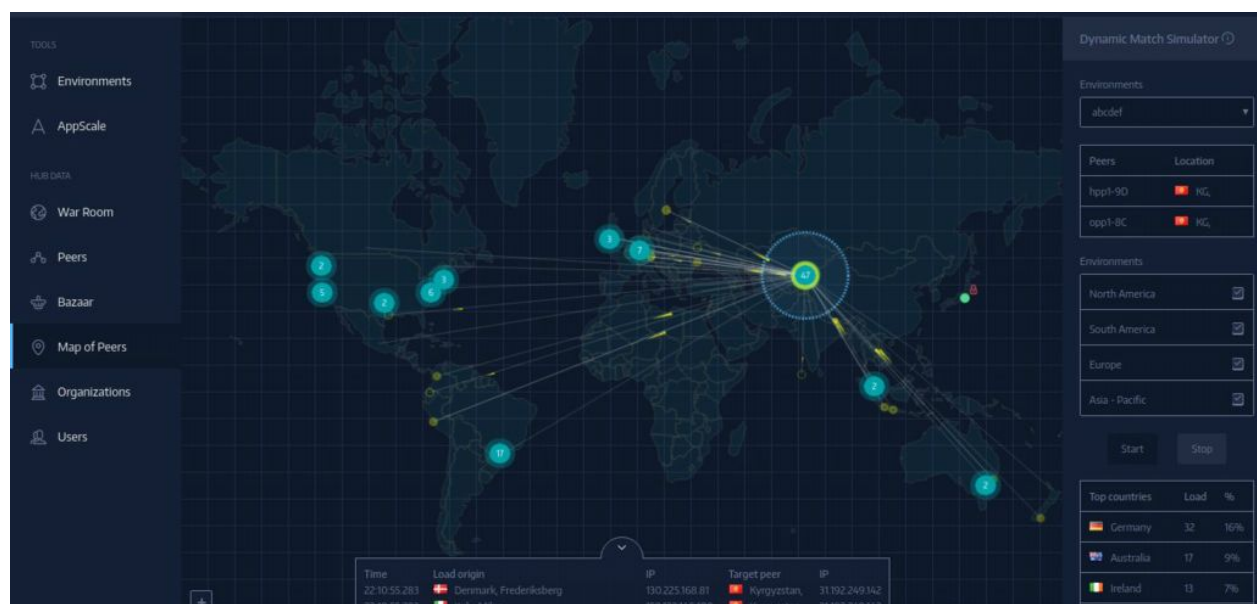 TOOLS
Environments
AppScale
HUB DATA
War Room
Peers
Bazaar
Map of Peers
Organizations
Users
3
7
47
2
3
5
6
2
2
17
2
Time Load origin IP Target peer IP
22:10:55.283 Denmark, Frederiksberg 130.225.168.81 Kyrgyzstan, 31.192.249.142
Dynamic Match Simulator
Environments
abcdef
Peers Location
hpp1-9D KG,
opp1-8C KG,
Environments
North America
South America
Europe
Asia - Pacific
Start Stop
Top countries Load %
Germany 32 16%
Australia 17 9%
Ireland 13 7%